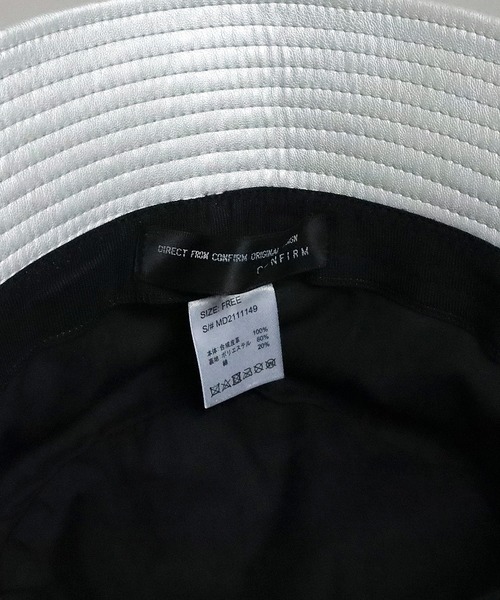 DIRECT FROM CONFIRM ORIGINAL DESIGN
CONFIRM
SIZE: FREE
S/# MD2111149
本体 合成皮革 100%
裏地 ポリエステル 80%
綿 20%